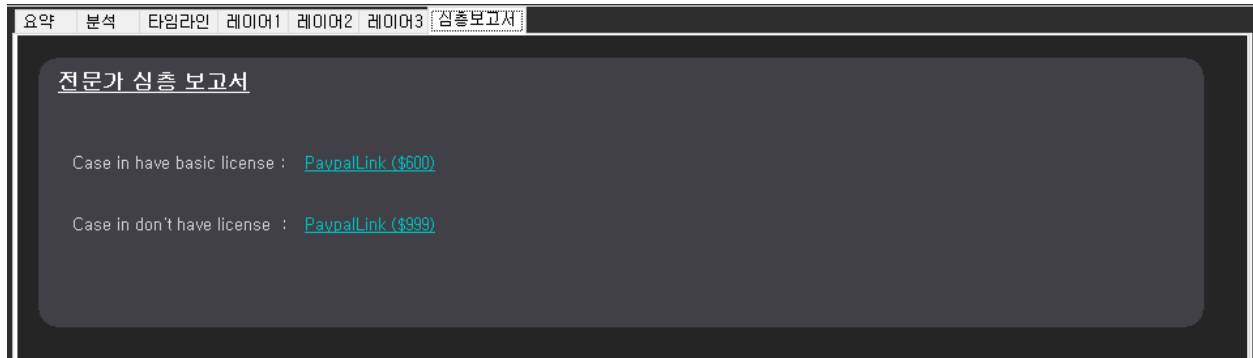 요약 분석 타임라인 레이어1 레이어2 레이어3 심층보고서
전문가 심층 보고서
Case in have basic license : PaypalLink ($600)
Case in don't have license : PaypalLink ($999)